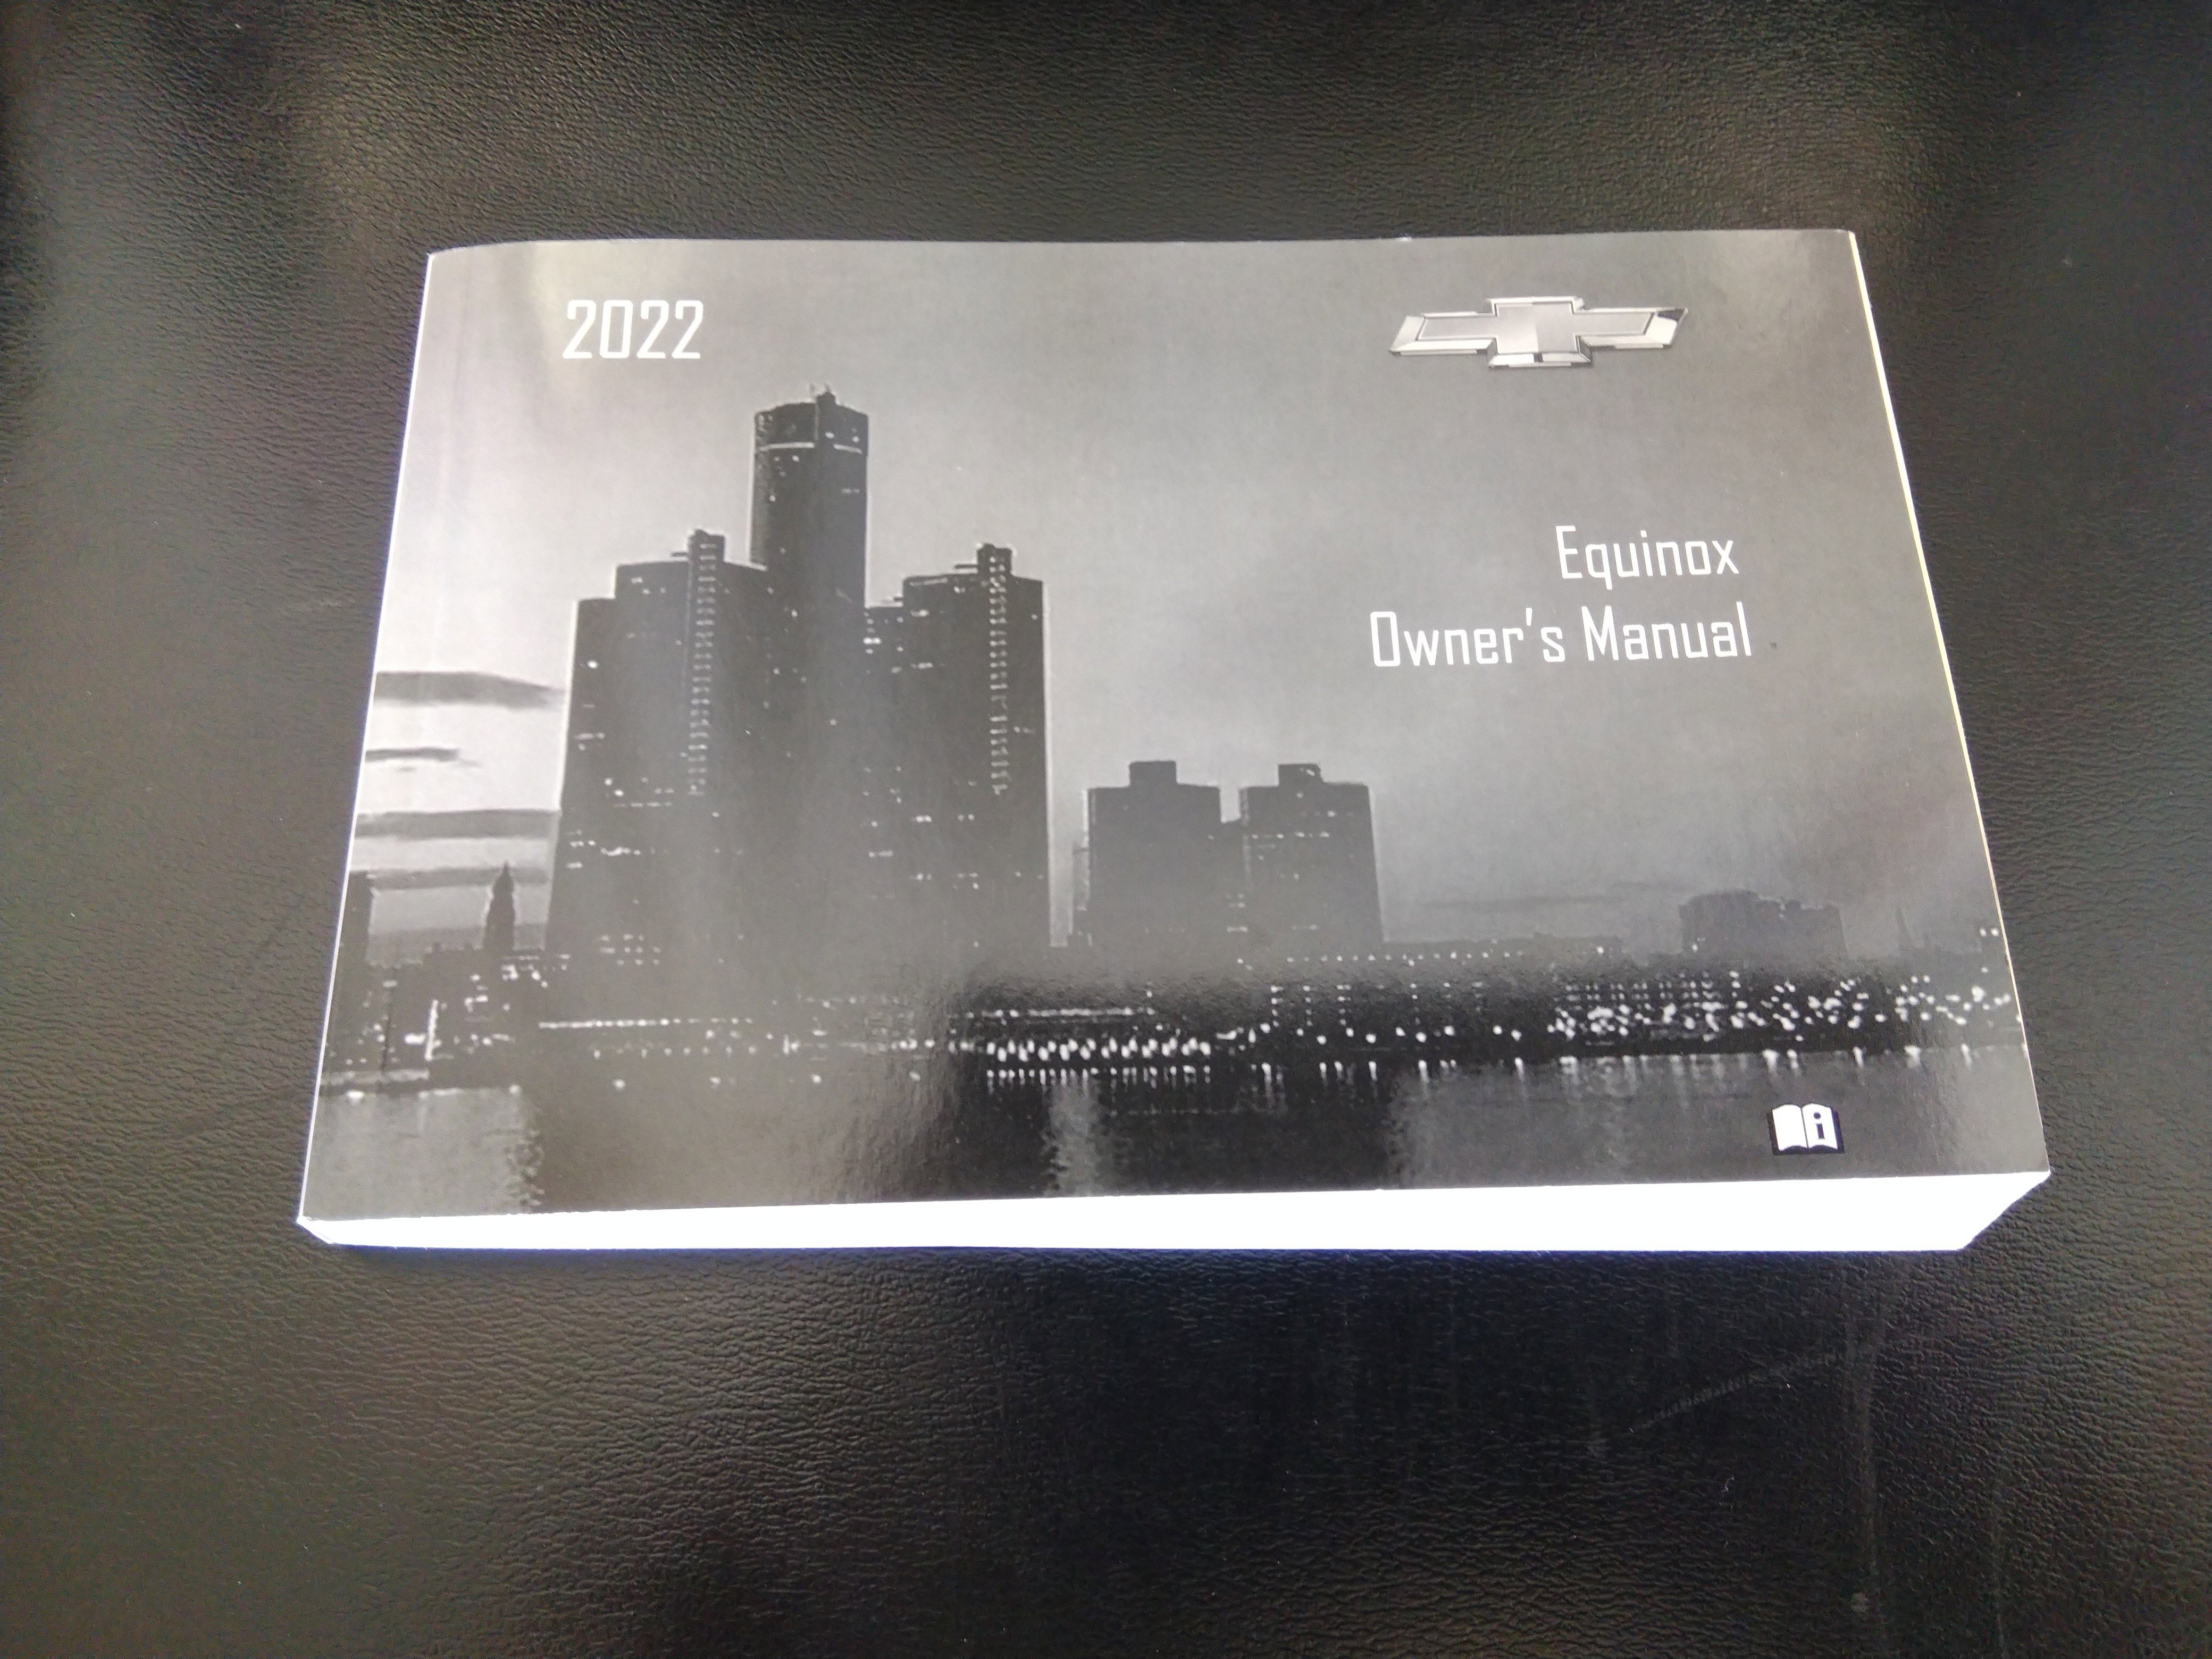 2022
Equinox
Owner's Manual
i